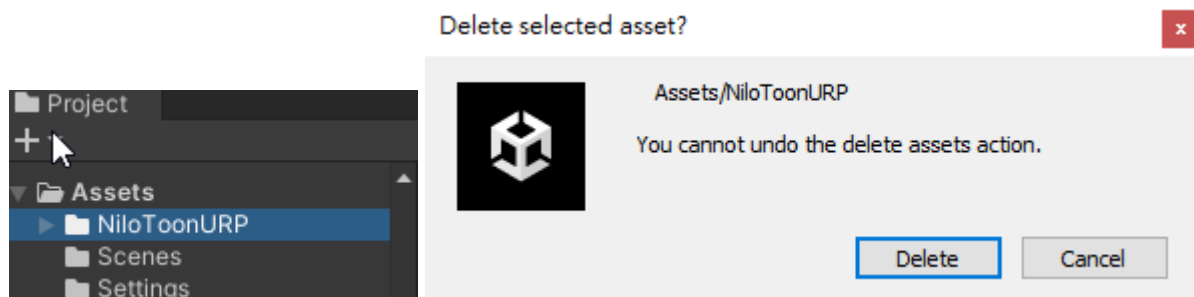 Project
Assets
NiloToonURP
Scenes
Settings
Delete selected asset?
x
Assets/NiloToonURP
You cannot undo the delete assets action.
Delete
Cancel